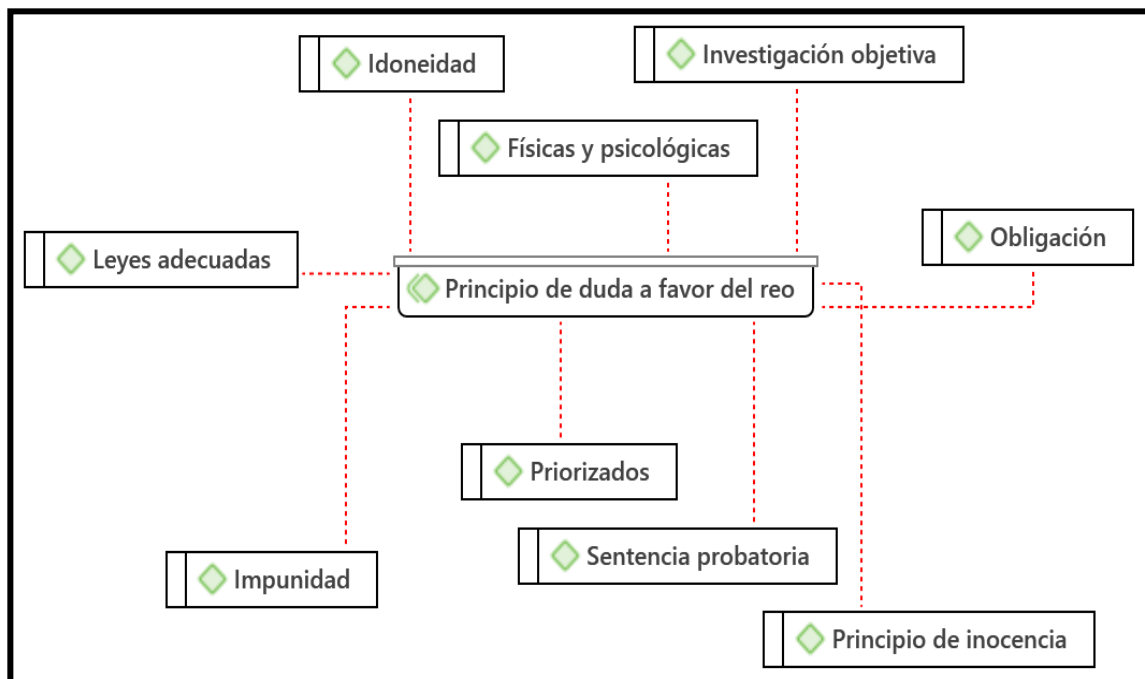 Idoneidad
Investigación objetiva
Físicas y psicológicas
Leyes adecuadas
Obligación
Principio de duda a favor del reo
Priorizados
Sentencia probatoria
Impunidad
Principio de inocencia